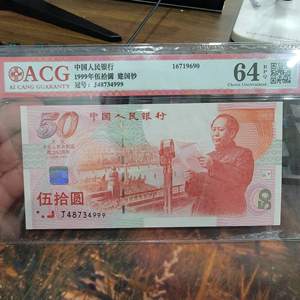 ACG
AI CANG GUARANTY
中国人民银行
1999年伍拾圆 建国钞
冠号: J48734999
16719690
64 EPQ
Choice Uncirculated
50
中国人民银行
伍拾圆
J48734999